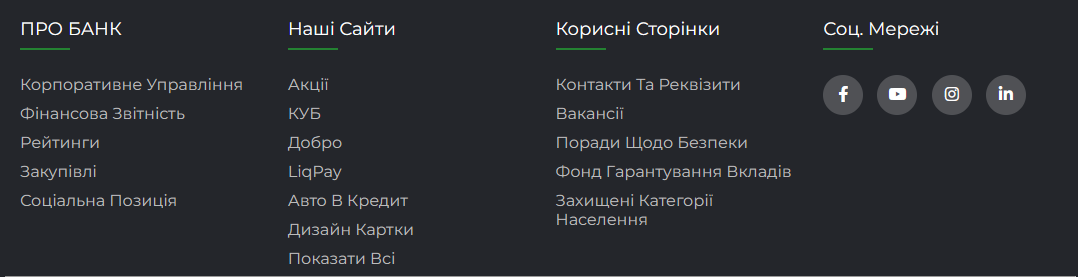 ПРО БАНК
Корпоративне Управління
Фінансова Звітність
Рейтинги
Закупівлі
Соціальна Позиція
Наші Сайти
Акції
КУБ
Добро
LiqPay
Авто В Кредит
Дизайн Картки
Показати Всі
Корисні Сторінки
Контакти Та Реквізити
Вакансії
Поради Щодо Безпеки
Фонд Гарантування Вкладів
Захищені Категорії
Населення
Соц. Мережі